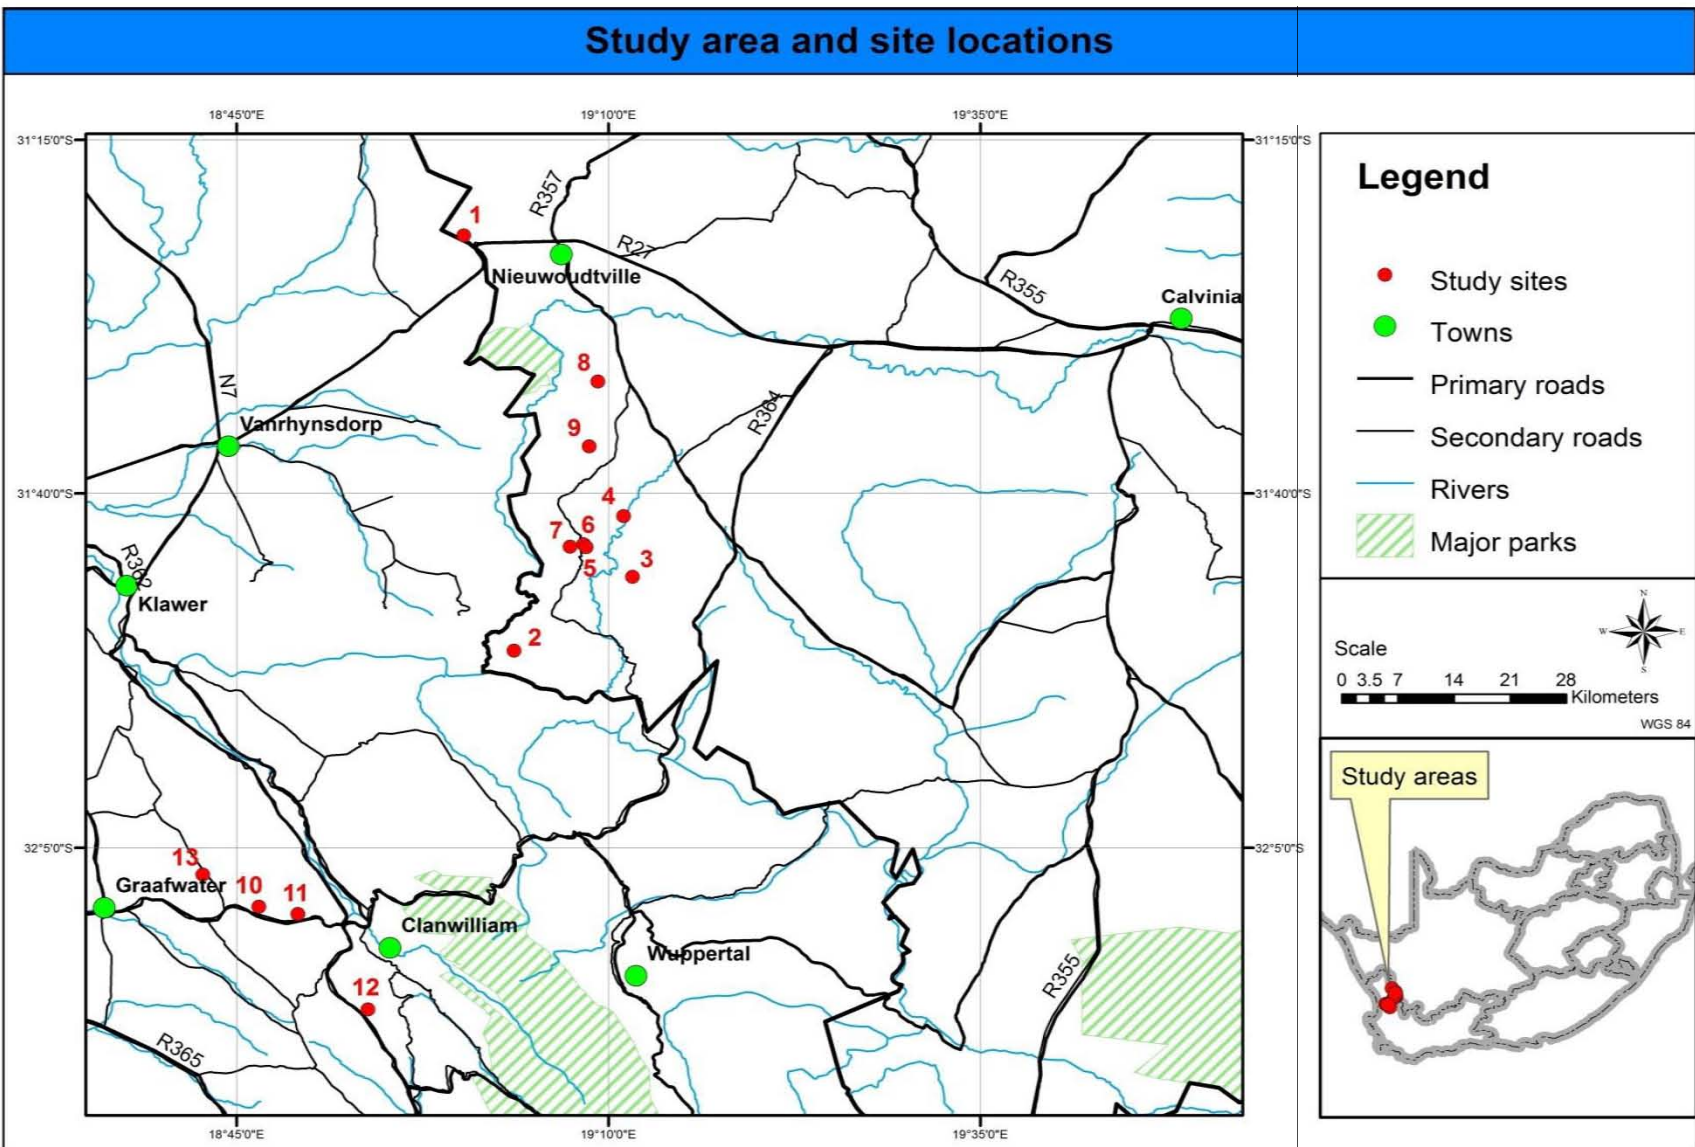 Study area and site locations
18°45'0"E 19°10'0"E 19°35'0"E
31°15'0"S 31°15'0"S
R357
1
R27
Nieuwoudtville
R355
Calvinia
8
N7
R364
9
Vanrhynsdorp
31°40'0"S 31°40'0"S
4
7 6
R362
5 3
Klawer
2
32°5'0"S 32°5'0"S
13
Graafwater 10 11
Clanwilliam
Wuppertal
R355
12
R365
18°45'0"E 19°10'0"E 19°35'0"E
Legend
Study sites
Towns
Primary roads
Secondary roads
Rivers
Major parks
N
W E
S
Scale
0 3.5 7 14 21 28
Kilometers
WGS 84
Study areas